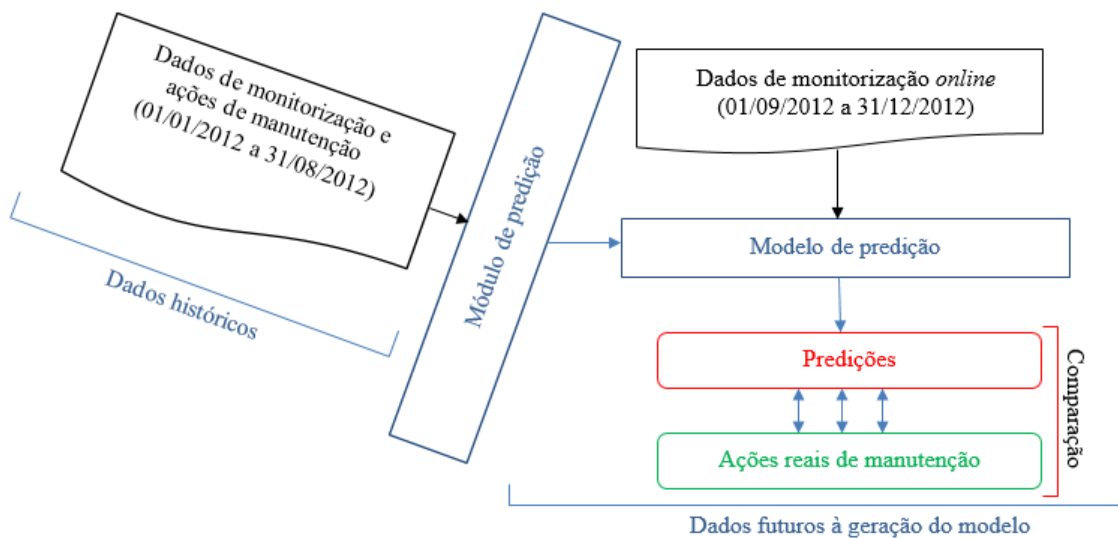 Dados de monitorização e
ações de manutenção
(01/01/2012 a 31/08/2012)
Dados históricos
Módulo de predição
Dados de monitorização online
(01/09/2012 a 31/12/2012)
Modelo de predição
Predições
Ações reais de manutenção
Comparação
Dados futuros à geração do modelo